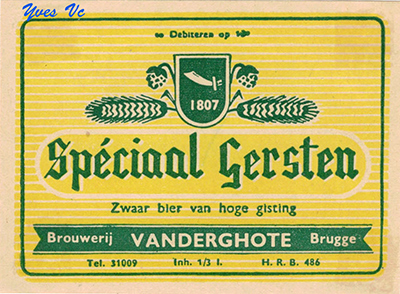 Yves Vc
Debiteren op
1807
Spéciaal Gersten
Zwaar bier van hoge gisting
Brouwerij VANDERGHOTE Brugge
Tel. 31009 Inh. 1/3 l. H. R. B. 486